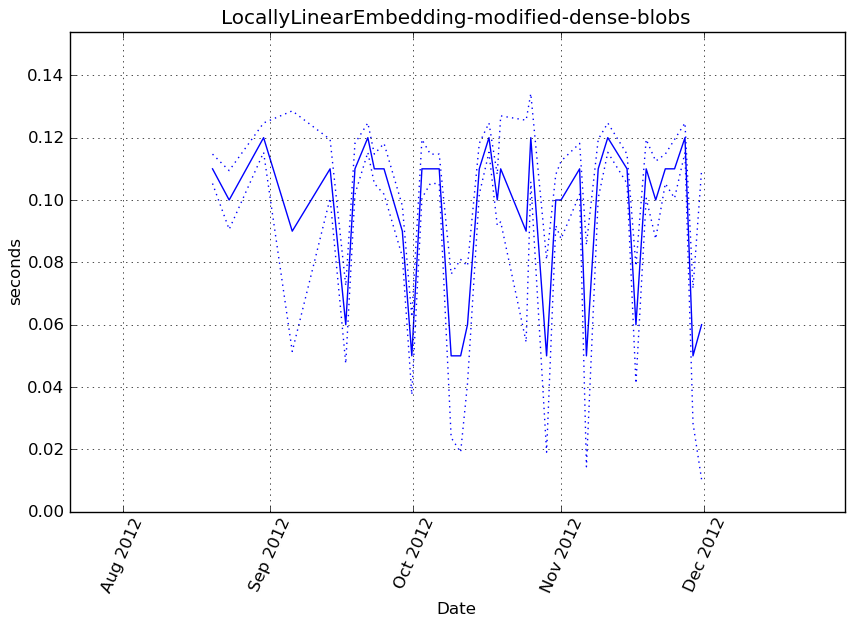 LocallyLinearEmbedding-modified-dense-blobs
0.14
0.12
0.10
0.08
0.06
0.04
0.02
0.00
seconds
Aug 2012
Sep 2012
Oct 2012
Nov 2012
Dec 2012
Date